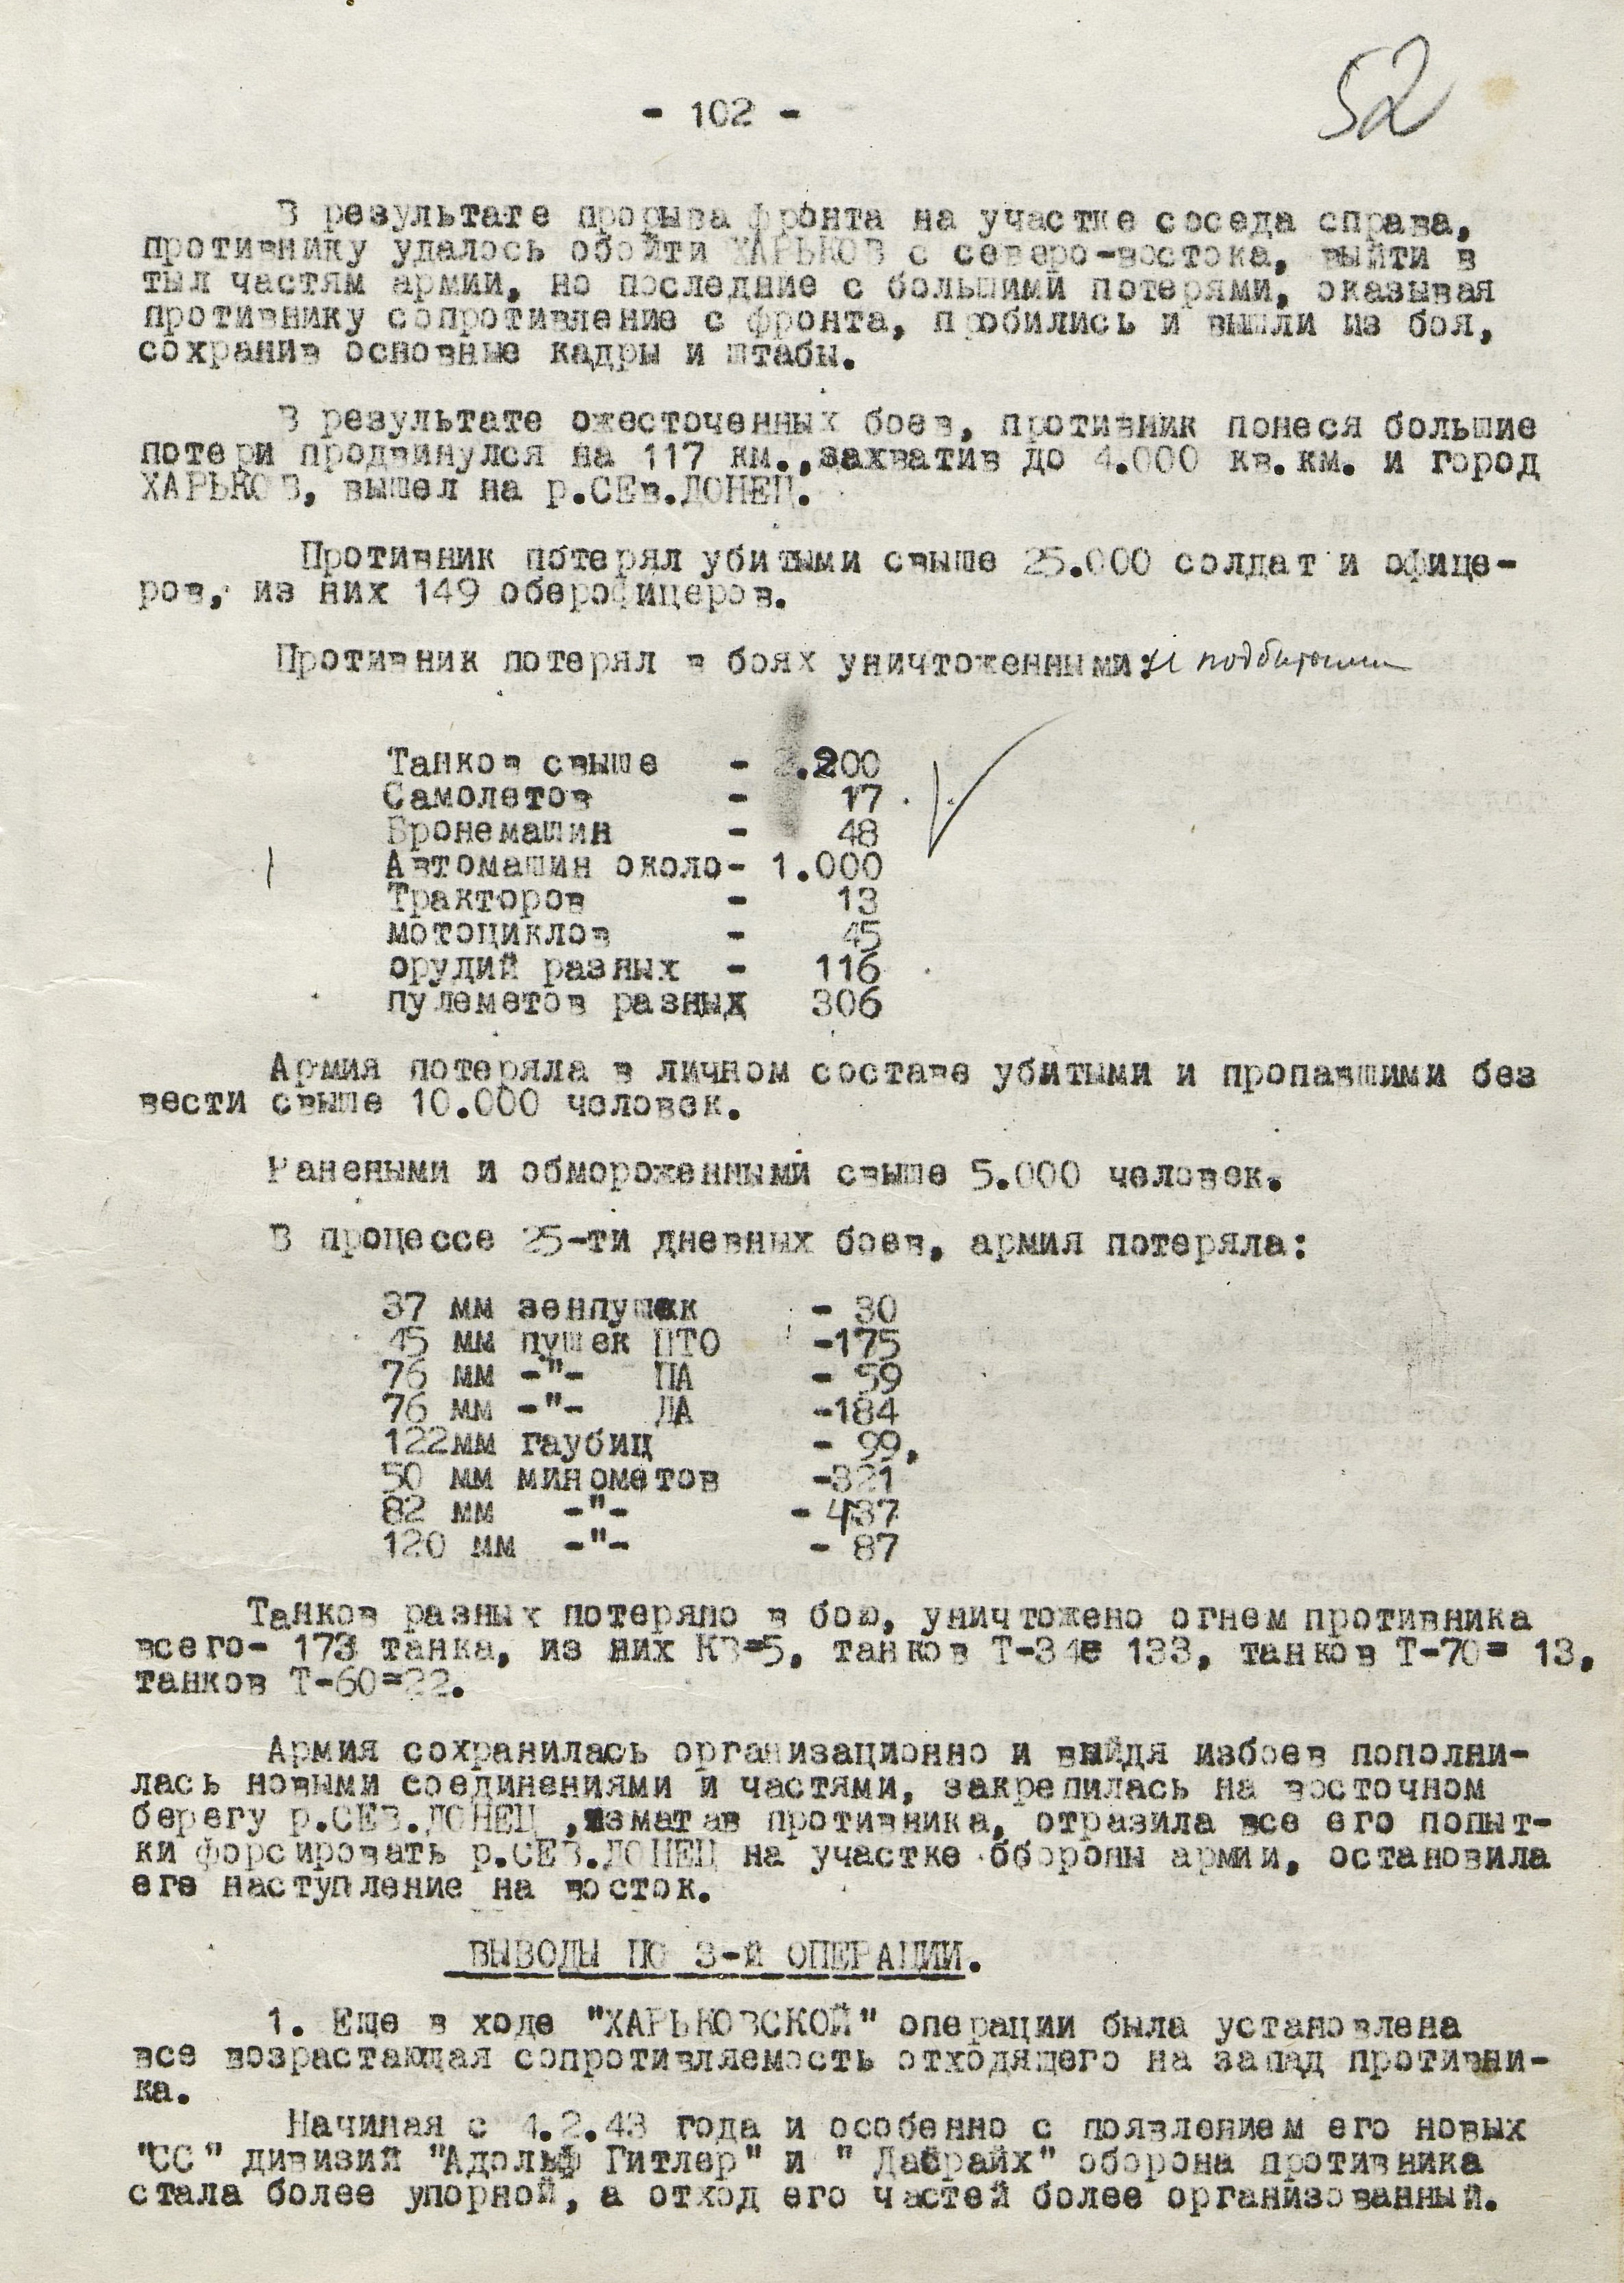 - 102 -
52
В результате прорыва фронта на участке соседа справа,
противнику удалось обойти ХАРЬКОВ с северо-востока, выйти в
тыл частям армии, но последние с большими потерями, оказывая
противнику сопротивление с фронта, пробились и вышли из боя,
сохранив основные кадры и штабы.
В результате ожесточенных боев, противник понеся большие
потери продвинулся на 117 км., захватив до 4.000 кв.км. и город
ХАРЬКОВ, вышел на р.СЕв.ДОНЕЦ.
Противник потерял убитыми свыше 25.000 солдат и офице-
ров, из них 149 оберофицеров.
Противник потерял в боях уничтоженными: и подбитыми
Танков свыше - .200
Самолетов - 17
Бронемашин - 48
Автомашин около- 1.000
Тракторов - 13
мотоциклов - 45
орудий разных - 116
пулеметов разных 306
Армия потеряла в личном составе убитыми и пропавшими без
вести свыше 10.000 человек.
Ранеными и обмороженными свыше 5.000 человек.
В процессе 25-ти дневных боев, армия потеряла:
37 мм зенпушек - 30
45 мм пушек ПТО -175
76 мм -"- ПА - 59
76 мм -"- ДА -184
122мм гаубиц - 99,
50 мм минометов -321
82 мм -"- - 437
120 мм -"- - 87
Танков разных потеряно в бою, уничтожено огнем противника
всего- 173 танка, из них КВ=5, танков Т-34= 133, танков Т-70= 13,
танков Т-60=22.
Армия сохранилась организационно и выйдя избоев пополни-
лась новыми соединениями и частями, закрепилась на восточном
берегу р.СЕВ.ДОНЕЦ ,измотав противника, отразила все его попыт-
ки форсировать р.СЕВ.ДОНЕЦ на участке обороны армии, остановила
его наступление на восток.
ВЫВОДЫ ПО 3-й ОПЕРАЦИИ.
1. Еще в ходе "ХАРЬКОВСКОЙ" операции была установлена
все возрастающая сопротивляемость отходящего на запад противни-
ка.
Начиная с 4.2.43 года и особенно с появлением его новых
"СС" дивизий "Адольф Гитлер" и " Дасрайх" оборона противника
стала более упорной, а отход его частей более организованный.